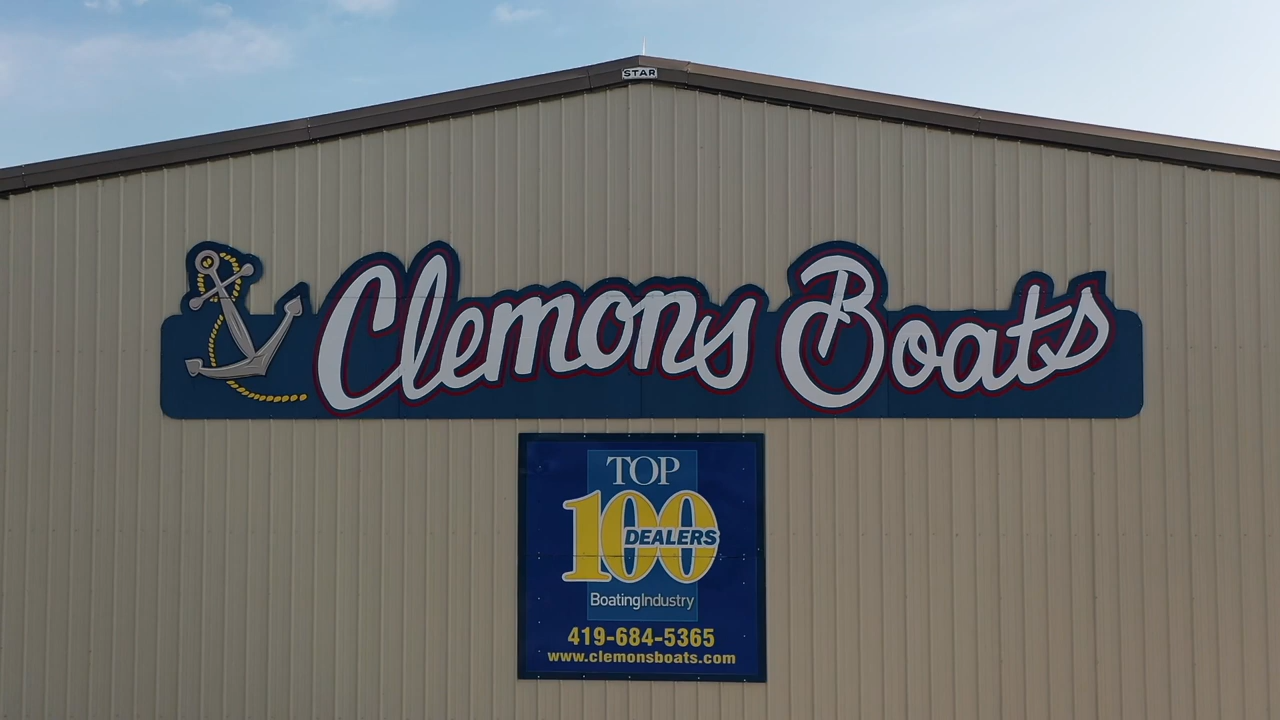 STAR
Clemons Boats
TOP
100
DEALERS
BoatingIndustry
419-684-5365
www.clemonsboats.com